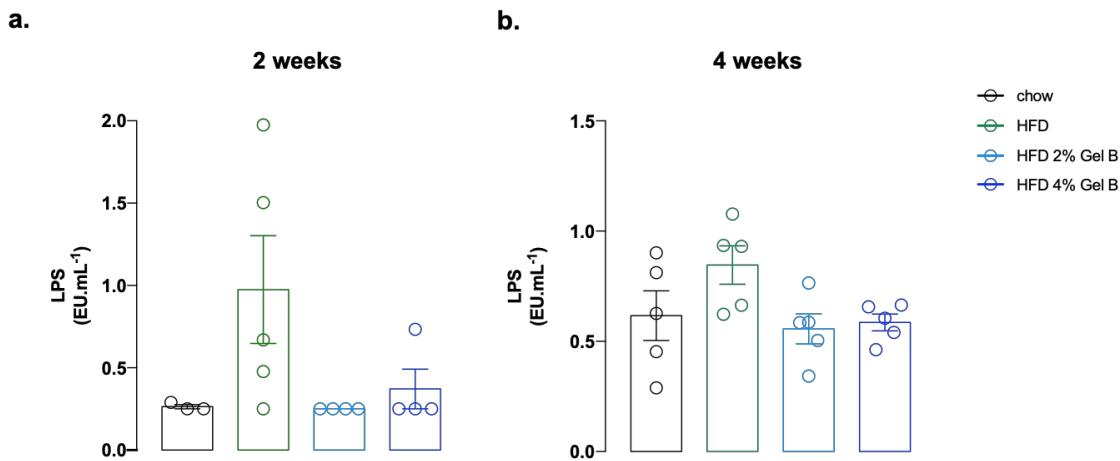 a.
2 weeks
LPS
(EU.mL⁻¹)
2.0
1.5
1.0
0.5
0.0
b.
4 weeks
LPS
(EU.mL⁻¹)
1.5
1.0
0.5
0.0
chow
HFD
HFD 2% Gel B
HFD 4% Gel B